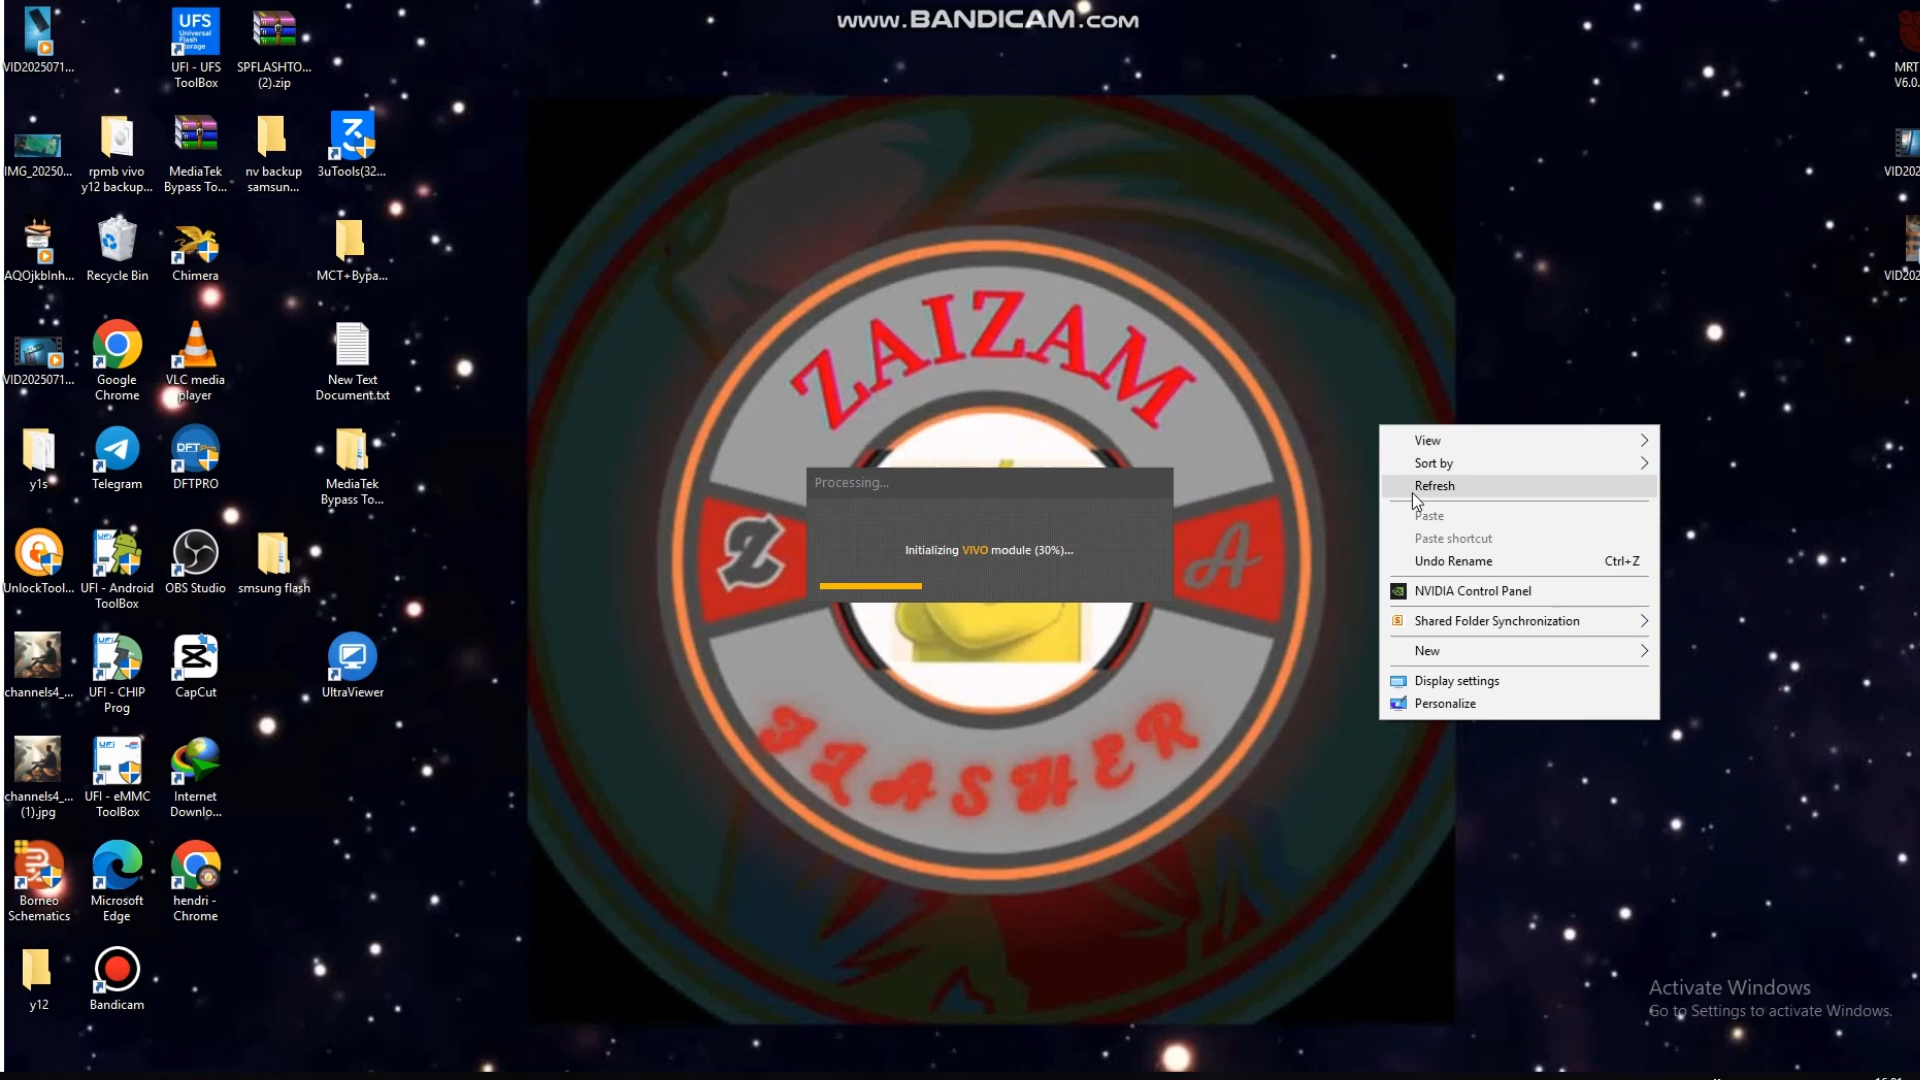 www.BANDICAM.com
VID2025071...
UFS
Universal
Flash
Storage
UFI - UFS
ToolBox
SPFLASHTO...
(2).zip
MRT
V6.0.
IMG_20250...
rpmb vivo
y12 backup...
MediaTek
Bypass To...
nv backup
samsun...
3uTools(32...
VID202
AQOjkblnh...
Recycle Bin
Chimera
MCT+Bypa...
VID202
VID2025071...
Google
Chrome
VLC media
player
New Text
Document.txt
y1s
Telegram
DFTPRO
MediaTek
Bypass To...
UnlockTool...
UFI - Android
ToolBox
OBS Studio
smsung flash
channels4_...
UFI - CHIP
Prog
CapCut
UltraViewer
channels4_...
(1).jpg
UFI - eMMC
ToolBox
Internet
Downlo...
Borneo
Schematics
Microsoft
Edge
hendri -
Chrome
y12
Bandicam
ZAIZAM
Z
A
FLASHER
Processing...
Initializing VIVO module (30%)...
View
Sort by
Refresh
Paste
Paste shortcut
Undo Rename Ctrl+Z
NVIDIA Control Panel
Shared Folder Synchronization
New
Display settings
Personalize
Activate Windows
Go to Settings to activate Windows.